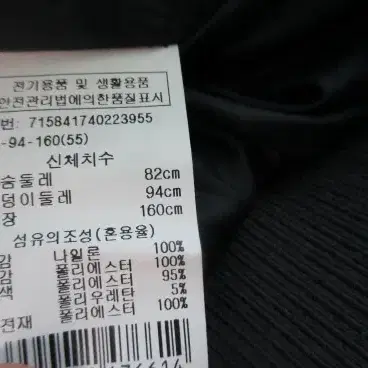 전기용품 및 생활용품
안전관리법에의한품질표시
번: 715841740223955
-94-160(55)
신체치수
슴둘레 82cm
덩이둘레 94cm
장 160cm
섬유의조성(혼용율)
감 나일론 100%
감 폴리에스터 100%
색 폴리에스터 95%
폴리우레탄 5%
견재 폴리에스터 100%